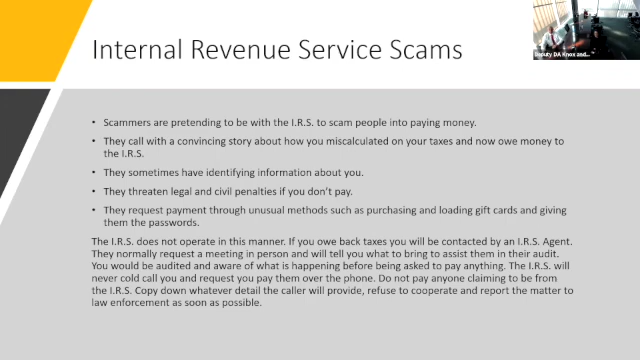 Internal Revenue Service Scams
Deputy DA Knox and...
• Scammers are pretending to be with the I.R.S. to scam people into paying money.
• They call with a convincing story about how you miscalculated on your taxes and now owe money to
the I.R.S.
• They sometimes have identifying information about you.
• They threaten legal and civil penalties if you don't pay.
• They request payment through unusual methods such as purchasing and loading gift cards and giving
them the passwords.
The I.R.S. does not operate in this manner. If you owe back taxes you will be contacted by an I.R.S. Agent.
They normally request a meeting in person and will tell you what to bring to assist them in their audit.
You would be audited and aware of what is happening before being asked to pay anything. The I.R.S. will
never cold call you and request you pay them over the phone. Do not pay anyone claiming to be from
the I.R.S. Copy down whatever detail the caller will provide, refuse to cooperate and report the matter to
law enforcement as soon as possible.